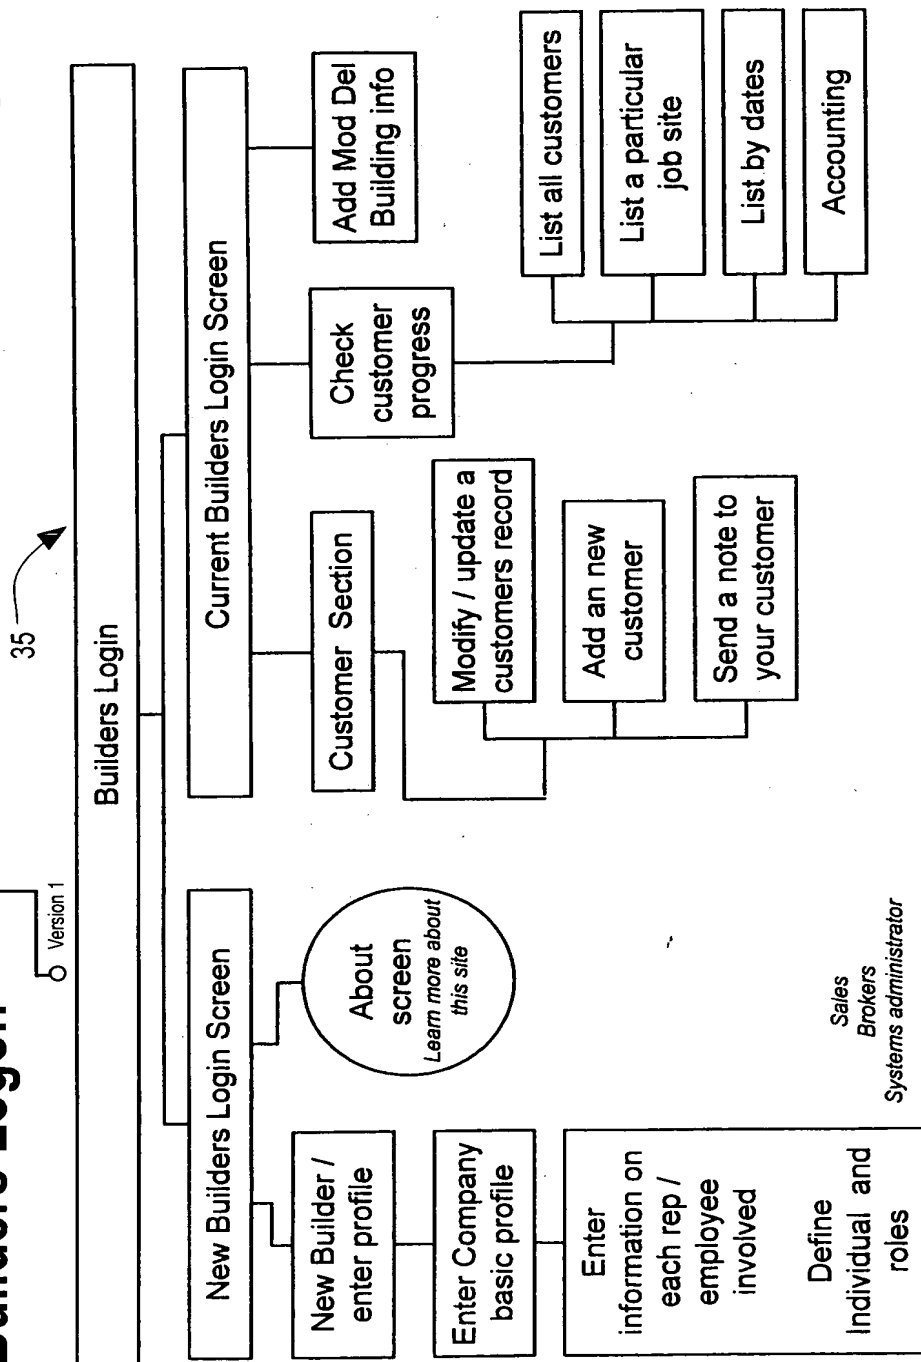 Builders Logon
Version 1
35
Builders Login
New Builders Login Screen
Current Builders Login Screen
New Builder /
enter profile
About
screen
Learn more about
this site
Customer Section
Check
customer
progress
Add Mod Del
Building info
Enter Company
basic profile
Modify / update a
customers record
Add an new
customer
Send a note to
your customer
List all customers
List a particular
job site
List by dates
Accounting
Enter
information on
each rep /
employee
involved
Define
Individual and
roles
Sales
Brokers
Systems administrator